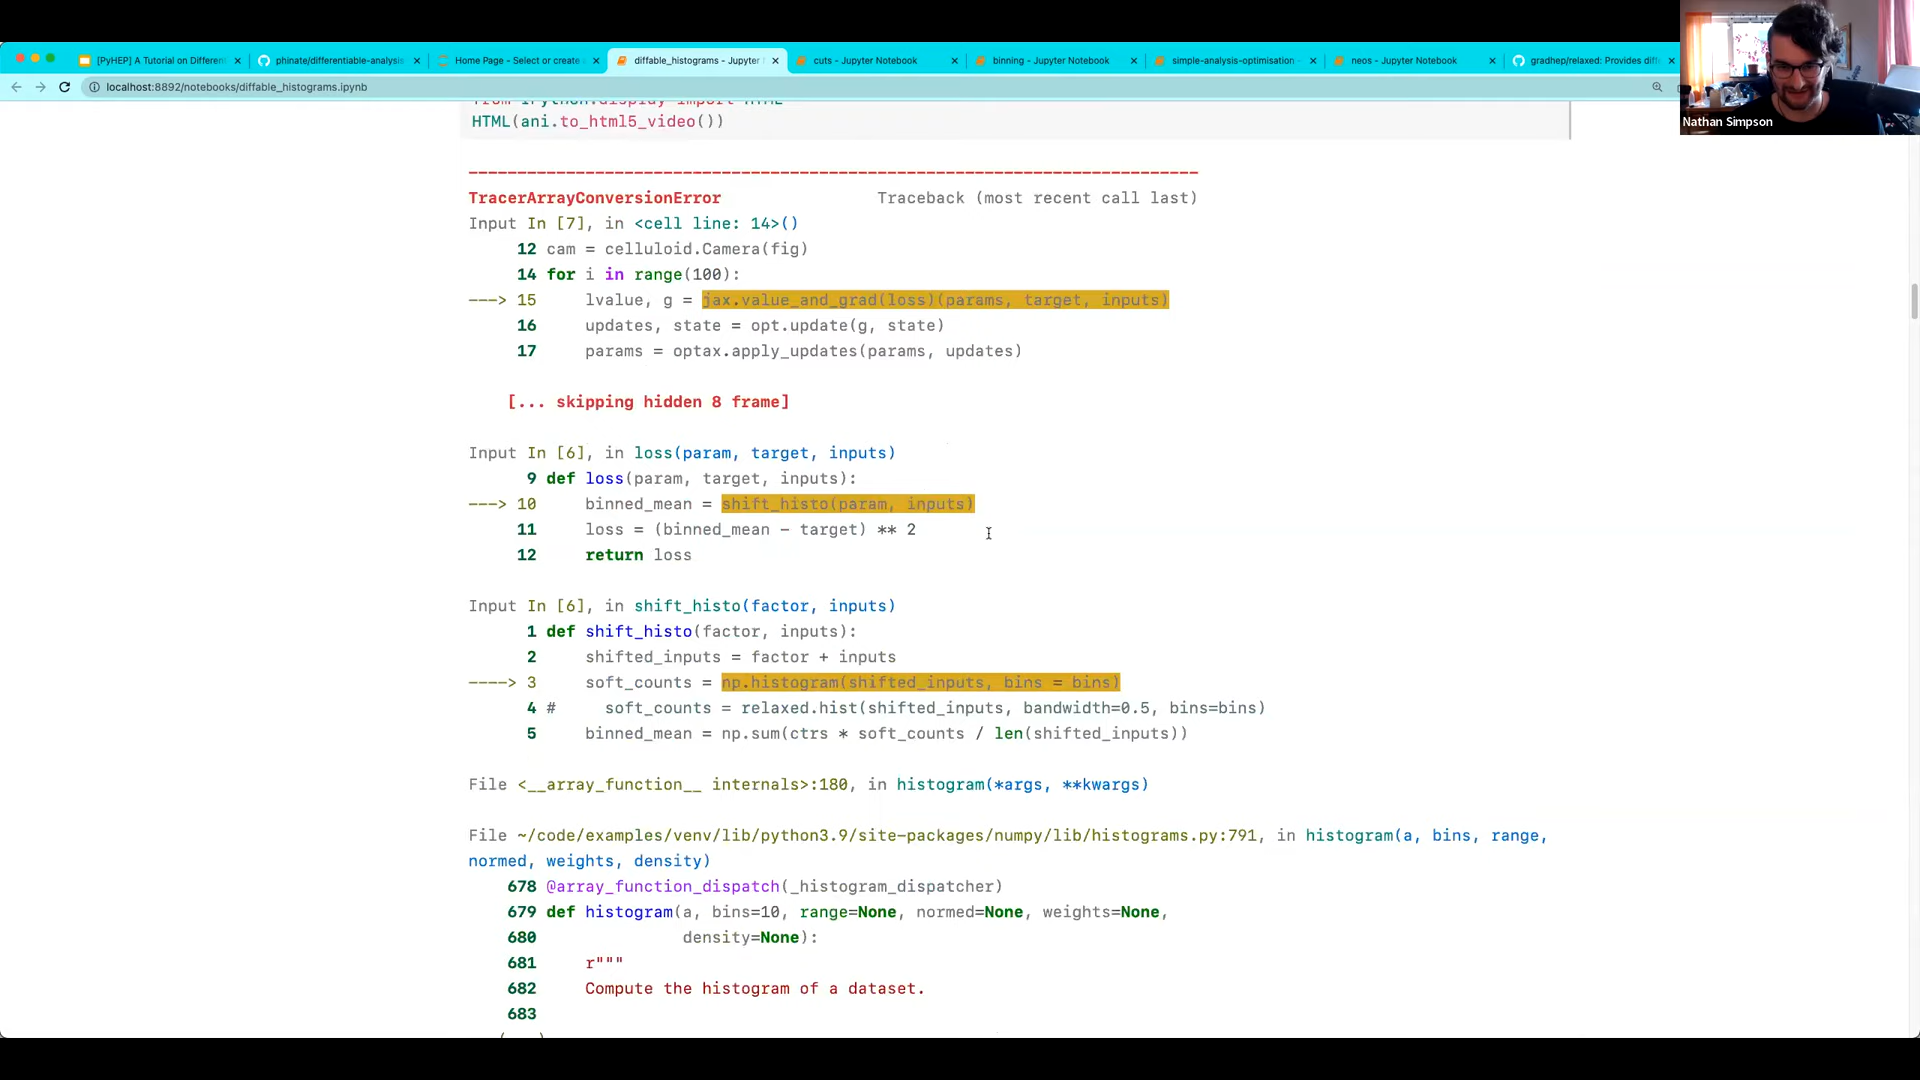 [PyHEP] A Tutorial on Different
phinate/differentiable-analysis
Home Page - Select or create
diffable_histograms - Jupyter
cuts - Jupyter Notebook
binning - Jupyter Notebook
simple-analysis-optimisation -
neos - Jupyter Notebook
gradhep/relaxed: Provides diffe
localhost:8892/notebooks/diffable_histograms.ipynb
Nathan Simpson
from IPython.display import HTML
HTML(ani.to_html5_video())
---------------------------------------------------------------------------
TracerArrayConversionError Traceback (most recent call last)
Input In [7], in <cell line: 14>()
12 cam = celluloid.Camera(fig)
14 for i in range(100):
---> 15 lvalue, g = jax.value_and_grad(loss)(params, target, inputs)
16 updates, state = opt.update(g, state)
17 params = optax.apply_updates(params, updates)
[... skipping hidden 8 frame]
Input In [6], in loss(param, target, inputs)
9 def loss(param, target, inputs):
---> 10 binned_mean = shift_histo(param, inputs)
11 loss = (binned_mean - target) ** 2
12 return loss
Input In [6], in shift_histo(factor, inputs)
1 def shift_histo(factor, inputs):
2 shifted_inputs = factor + inputs
----> 3 soft_counts = np.histogram(shifted_inputs, bins = bins)
4 # soft_counts = relaxed.hist(shifted_inputs, bandwidth=0.5, bins=bins)
5 binned_mean = np.sum(ctrs * soft_counts / len(shifted_inputs))
File <__array_function__ internals>:180, in histogram(*args, **kwargs)
File ~/code/examples/venv/lib/python3.9/site-packages/numpy/lib/histograms.py:791, in histogram(a, bins, range,
normed, weights, density)
678 @array_function_dispatch(_histogram_dispatcher)
679 def histogram(a, bins=10, range=None, normed=None, weights=None,
680 density=None):
681 r"""
682 Compute the histogram of a dataset.
683